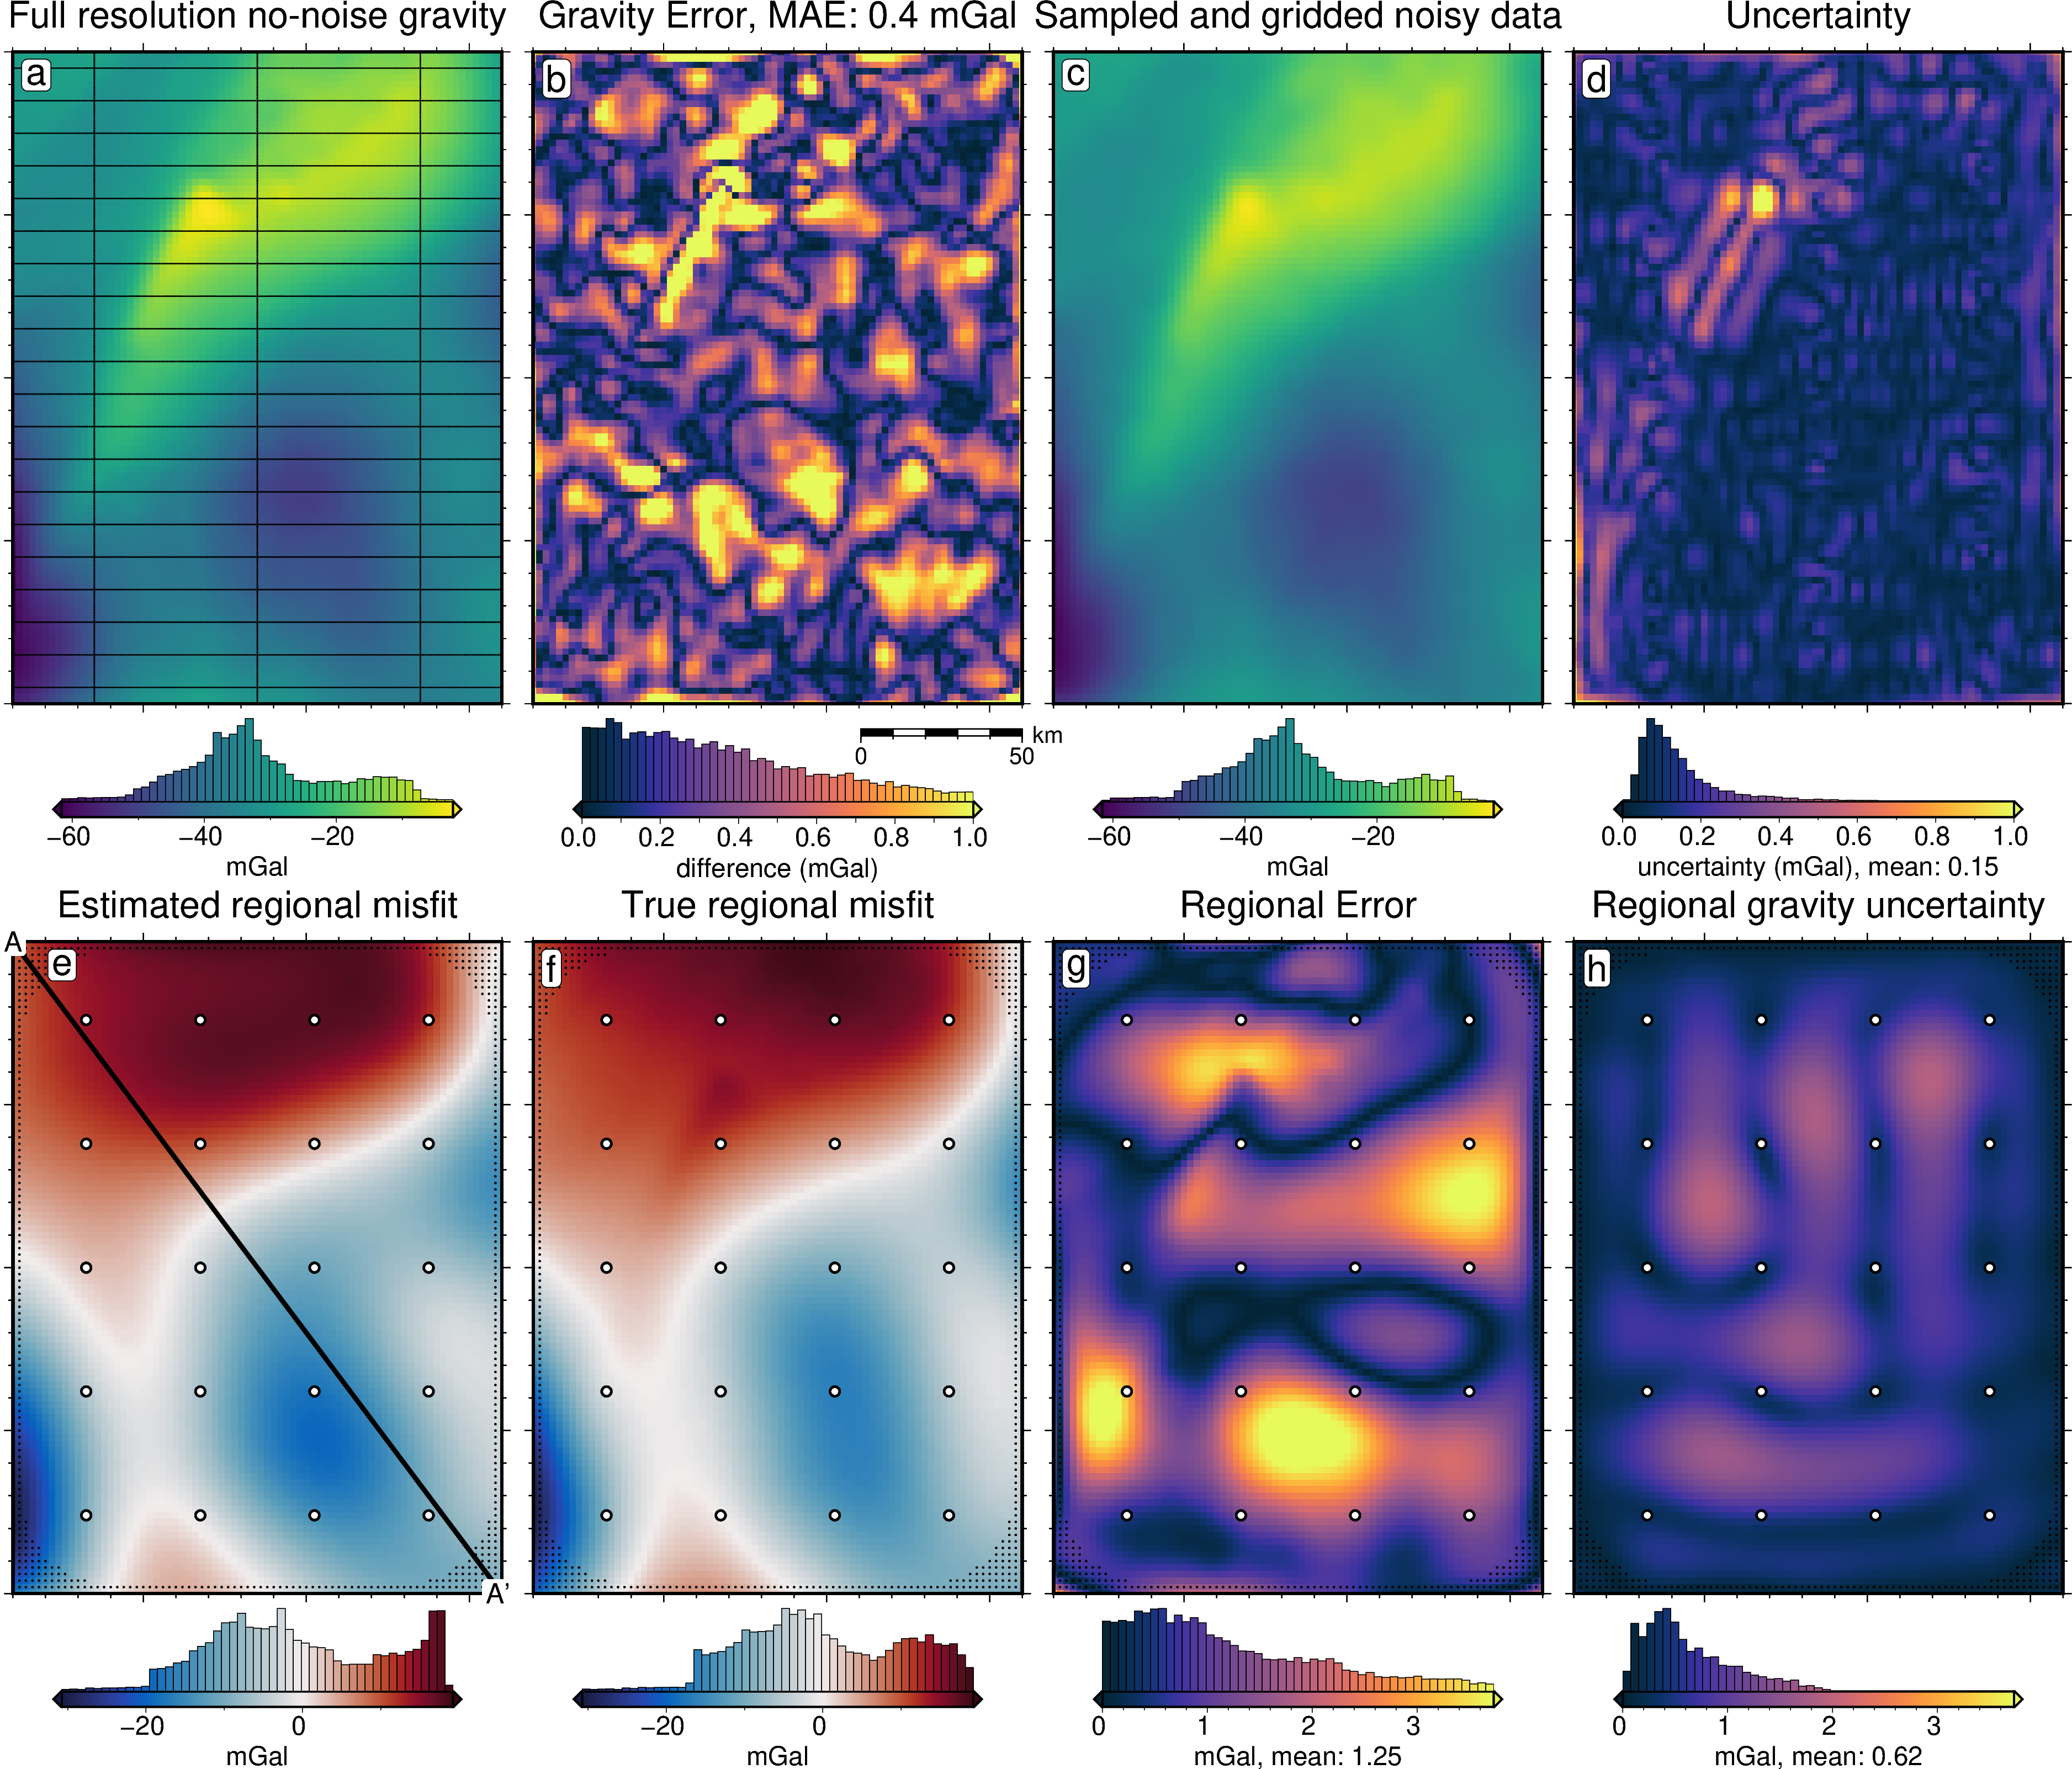 Full resolution no-noise gravity
Gravity Error, MAE: 0.4 mGal
Sampled and gridded noisy data
Uncertainty
a
b
c
d
−60 −40 −20
mGal
0.0 0.2 0.4 0.6 0.8 1.0
difference (mGal)
0 50 km
−60 −40 −20
mGal
0.0 0.2 0.4 0.6 0.8 1.0
uncertainty (mGal), mean: 0.15
Estimated regional misfit
True regional misfit
Regional Error
Regional gravity uncertainty
A
e
f
g
h
A'
−20 0
mGal
−20 0
mGal
0 1 2 3
mGal, mean: 1.25
0 1 2 3
mGal, mean: 0.62